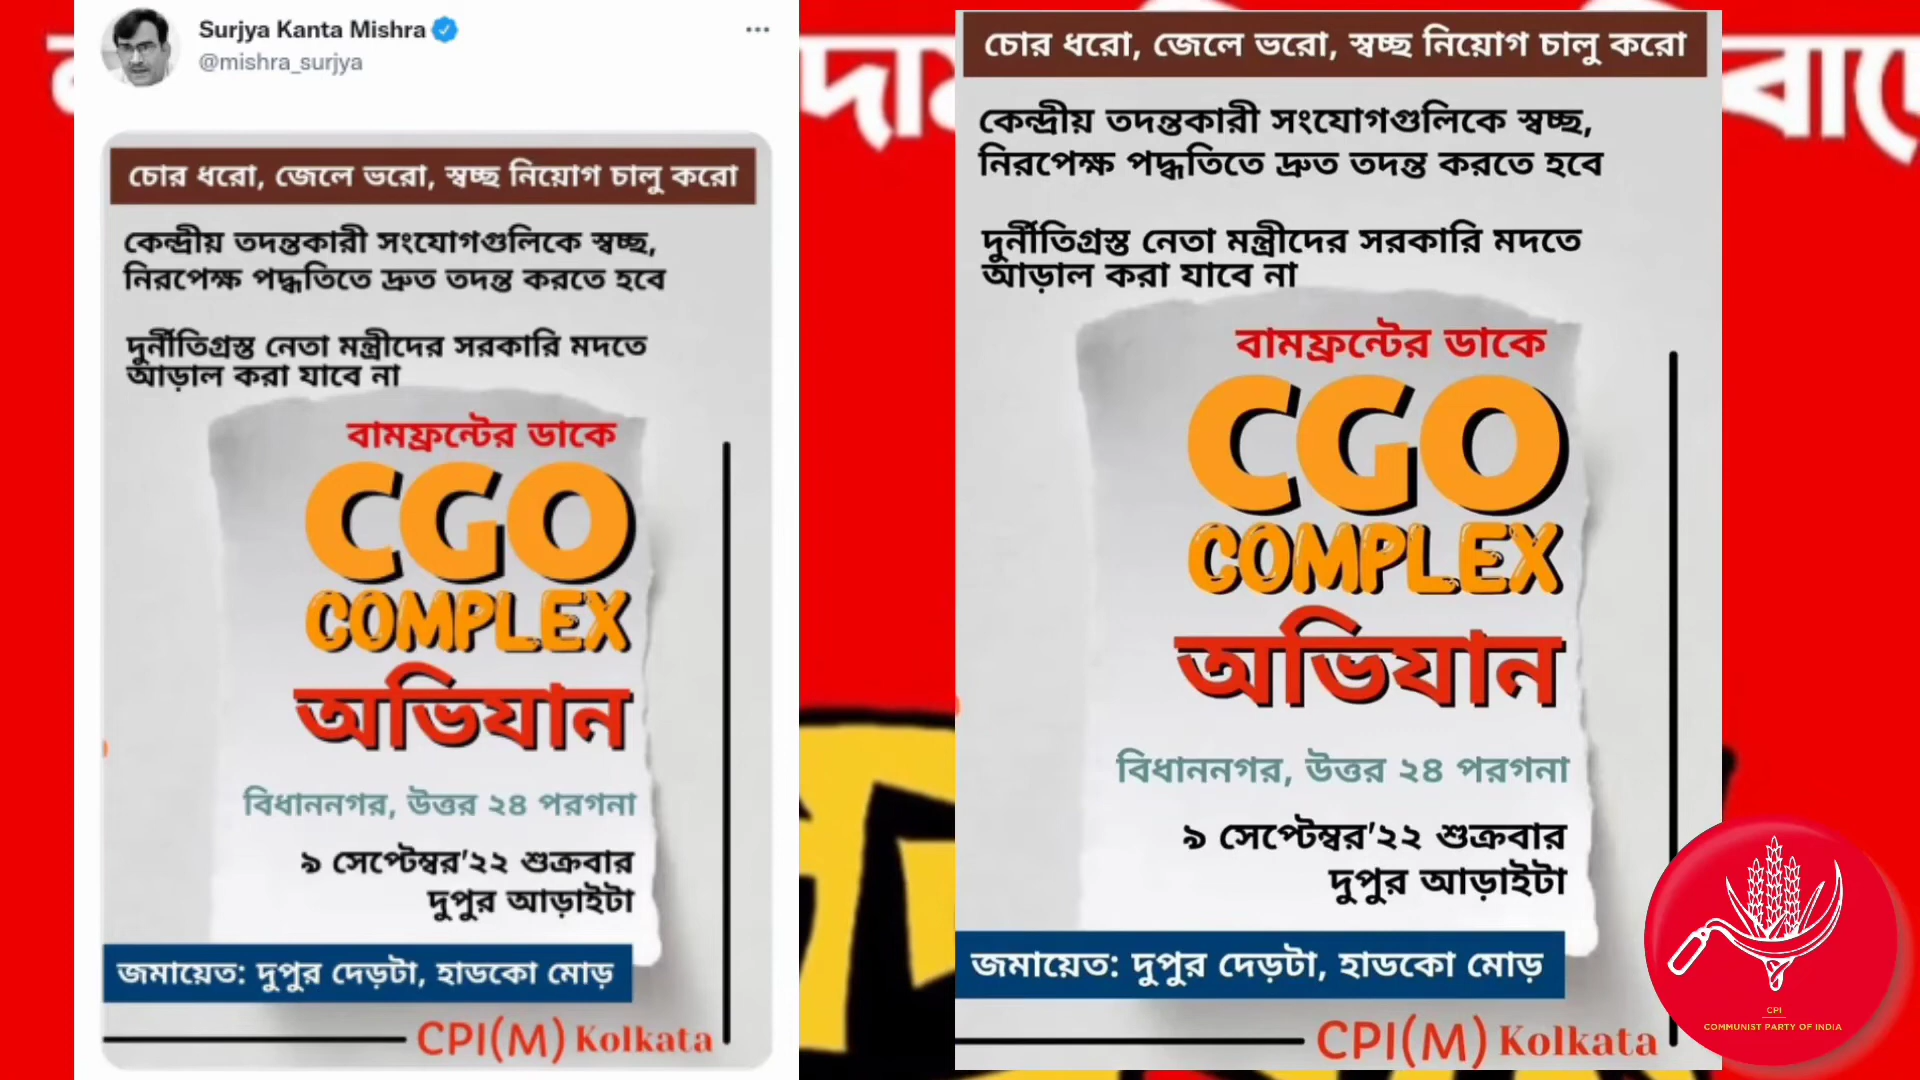 Surjya Kanta Mishra
@mishra_surjya
চোর ধরো, জেলে ভরো, স্বচ্ছ নিয়োগ চালু করো
কেন্দ্রীয় তদন্তকারী সংযোগগুলিকে স্বচ্ছ,
নিরপেক্ষ পদ্ধতিতে দ্রুত তদন্ত করতে হবে
দুর্নীতিগ্রস্ত নেতা মন্ত্রীদের সরকারি মদতে
আড়াল করা যাবে না
বামফ্রন্টের ডাকে
CGO
COMPLEX
অভিযান
বিধাননগর, উত্তর ২৪ পরগনা
৯ সেপ্টেম্বর'২২ শুক্রবার
দুপুর আড়াইটা
জমায়েত: দুপুর দেড়টা, হাডকো মোড়
CPI(M) Kolkata
চোর ধরো, জেলে ভরো, স্বচ্ছ নিয়োগ চালু করো
কেন্দ্রীয় তদন্তকারী সংযোগগুলিকে স্বচ্ছ,
নিরপেক্ষ পদ্ধতিতে দ্রুত তদন্ত করতে হবে
দুর্নীতিগ্রস্ত নেতা মন্ত্রীদের সরকারি মদতে
আড়াল করা যাবে না
বামফ্রন্টের ডাকে
CGO
COMPLEX
অভিযান
বিধাননগর, উত্তর ২৪ পরগনা
৯ সেপ্টেম্বর'২২ শুক্রবার
দুপুর আড়াইটা
জমায়েত: দুপুর দেড়টা, হাডকো মোড়
CPI(M) Kolkata
CPI
COMMUNIST PARTY OF INDIA